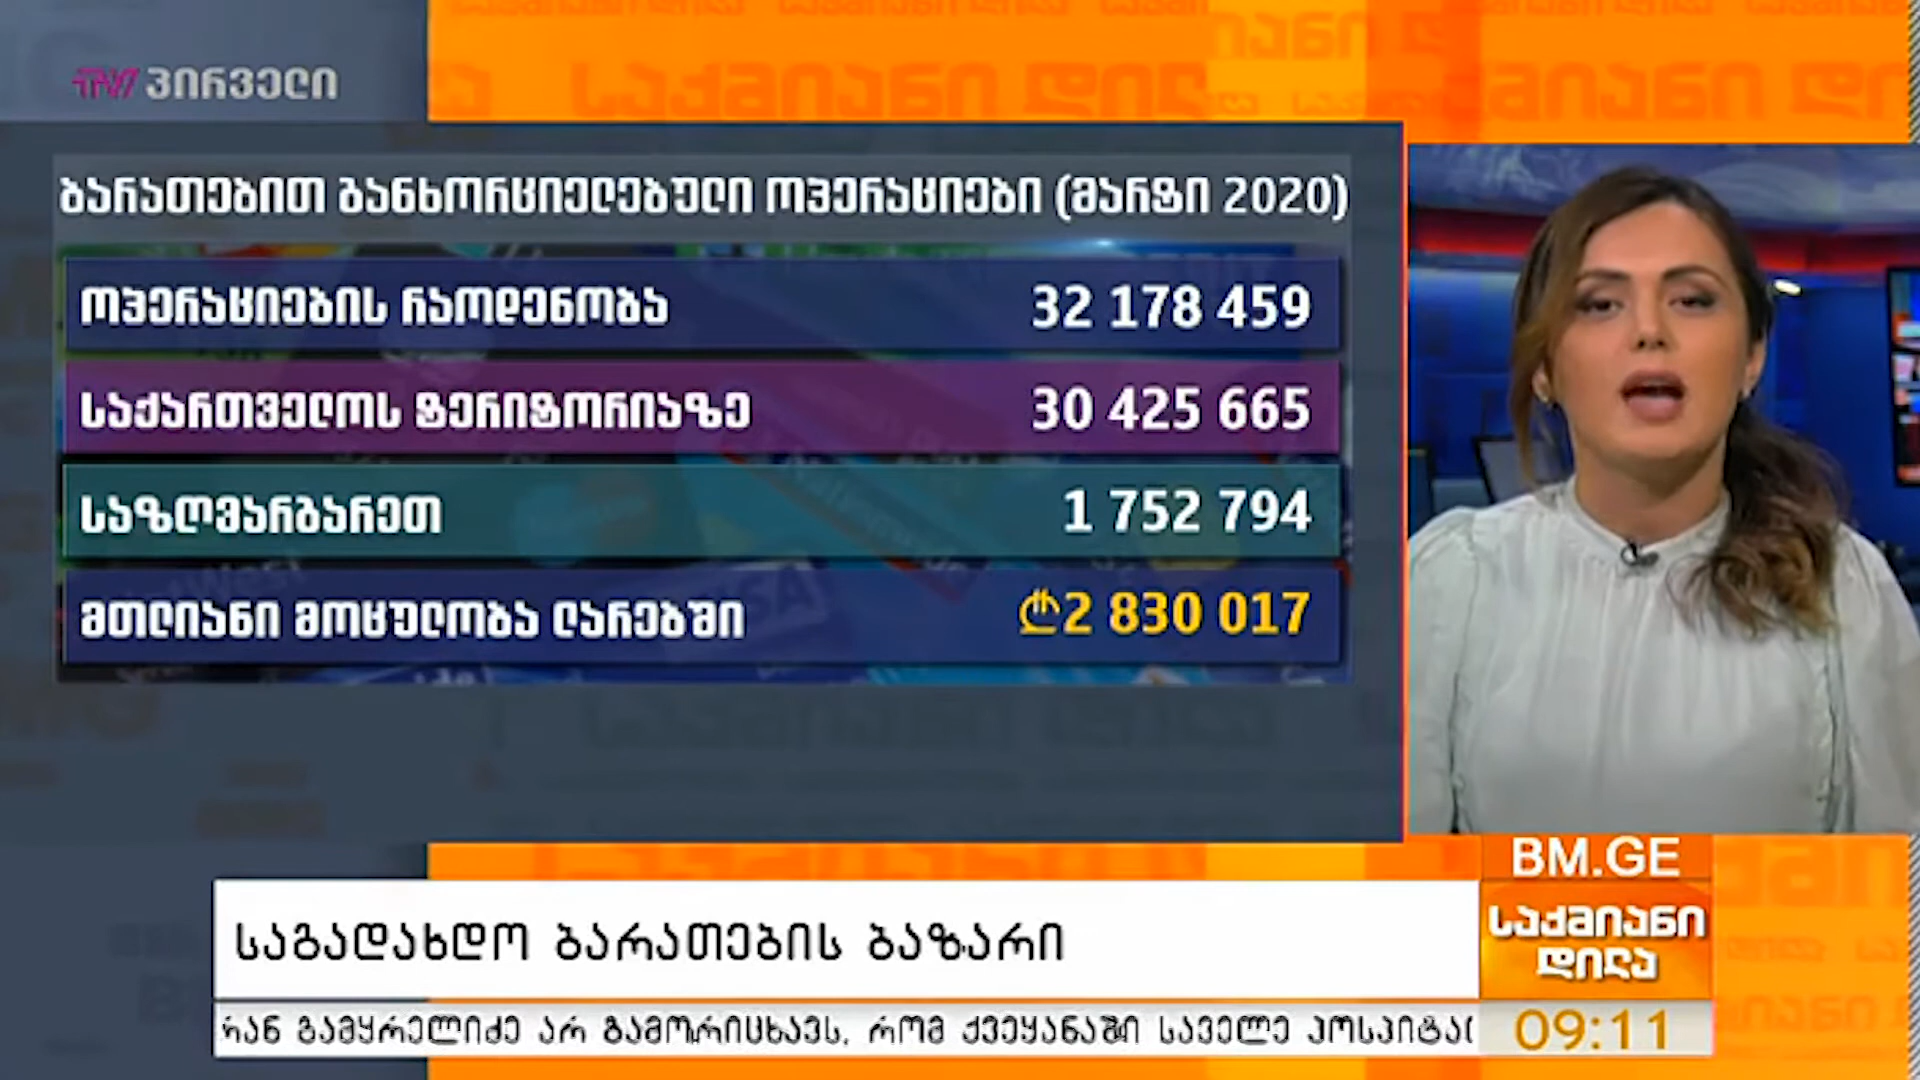 TV პირველი
ბარათებით განხორციელებული ოპერაციები (მარტი 2020)
ოპერაციების რაოდენობა 32 178 459
საქართველოს ტერიტორიაზე 30 425 665
საზღვარგარეთ 1 752 794
მთლიანი მოცულობა ლარებში ₾2 830 017
BM.GE
საგადახდო ბარათების ბაზარი
საქმიანი
დილა
რან გამყრელიძე არ გამორიცხავს, რომ ქვეყანაში საველე ჰოსპიტა
09:11